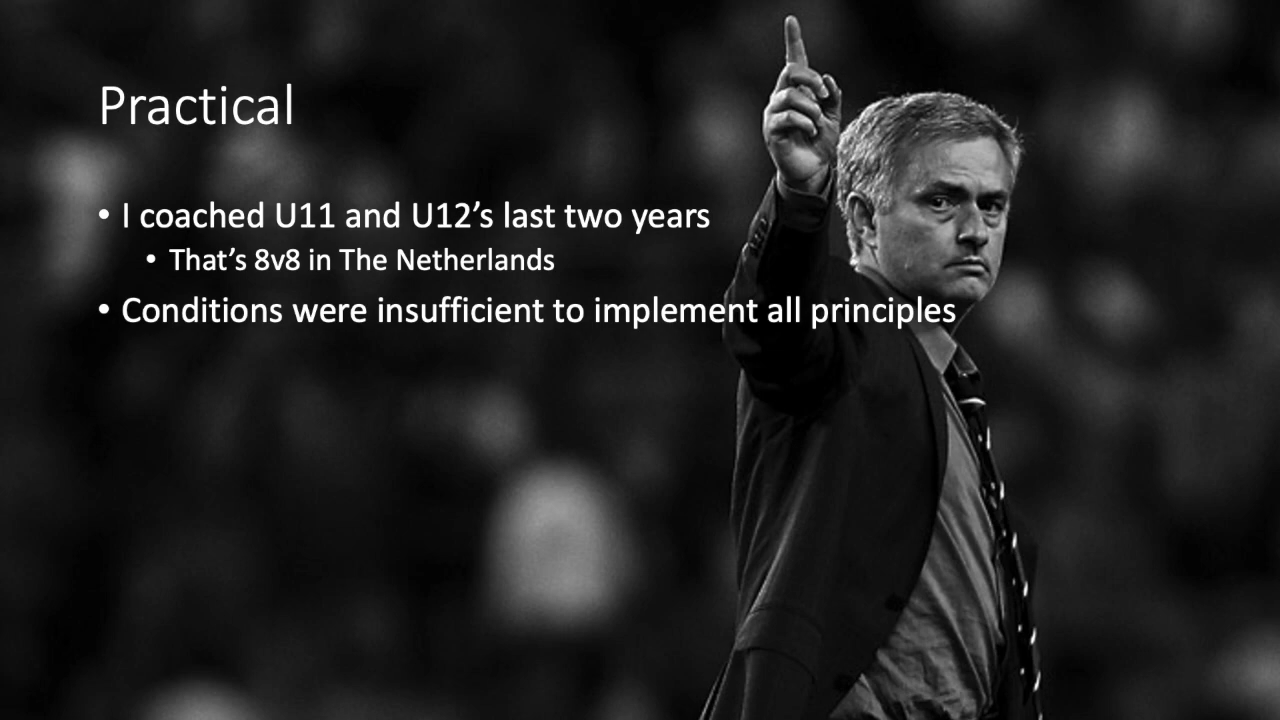 Practical
• I coached U11 and U12’s last two years
• That’s 8v8 in The Netherlands
• Conditions were insufficient to implement all principles